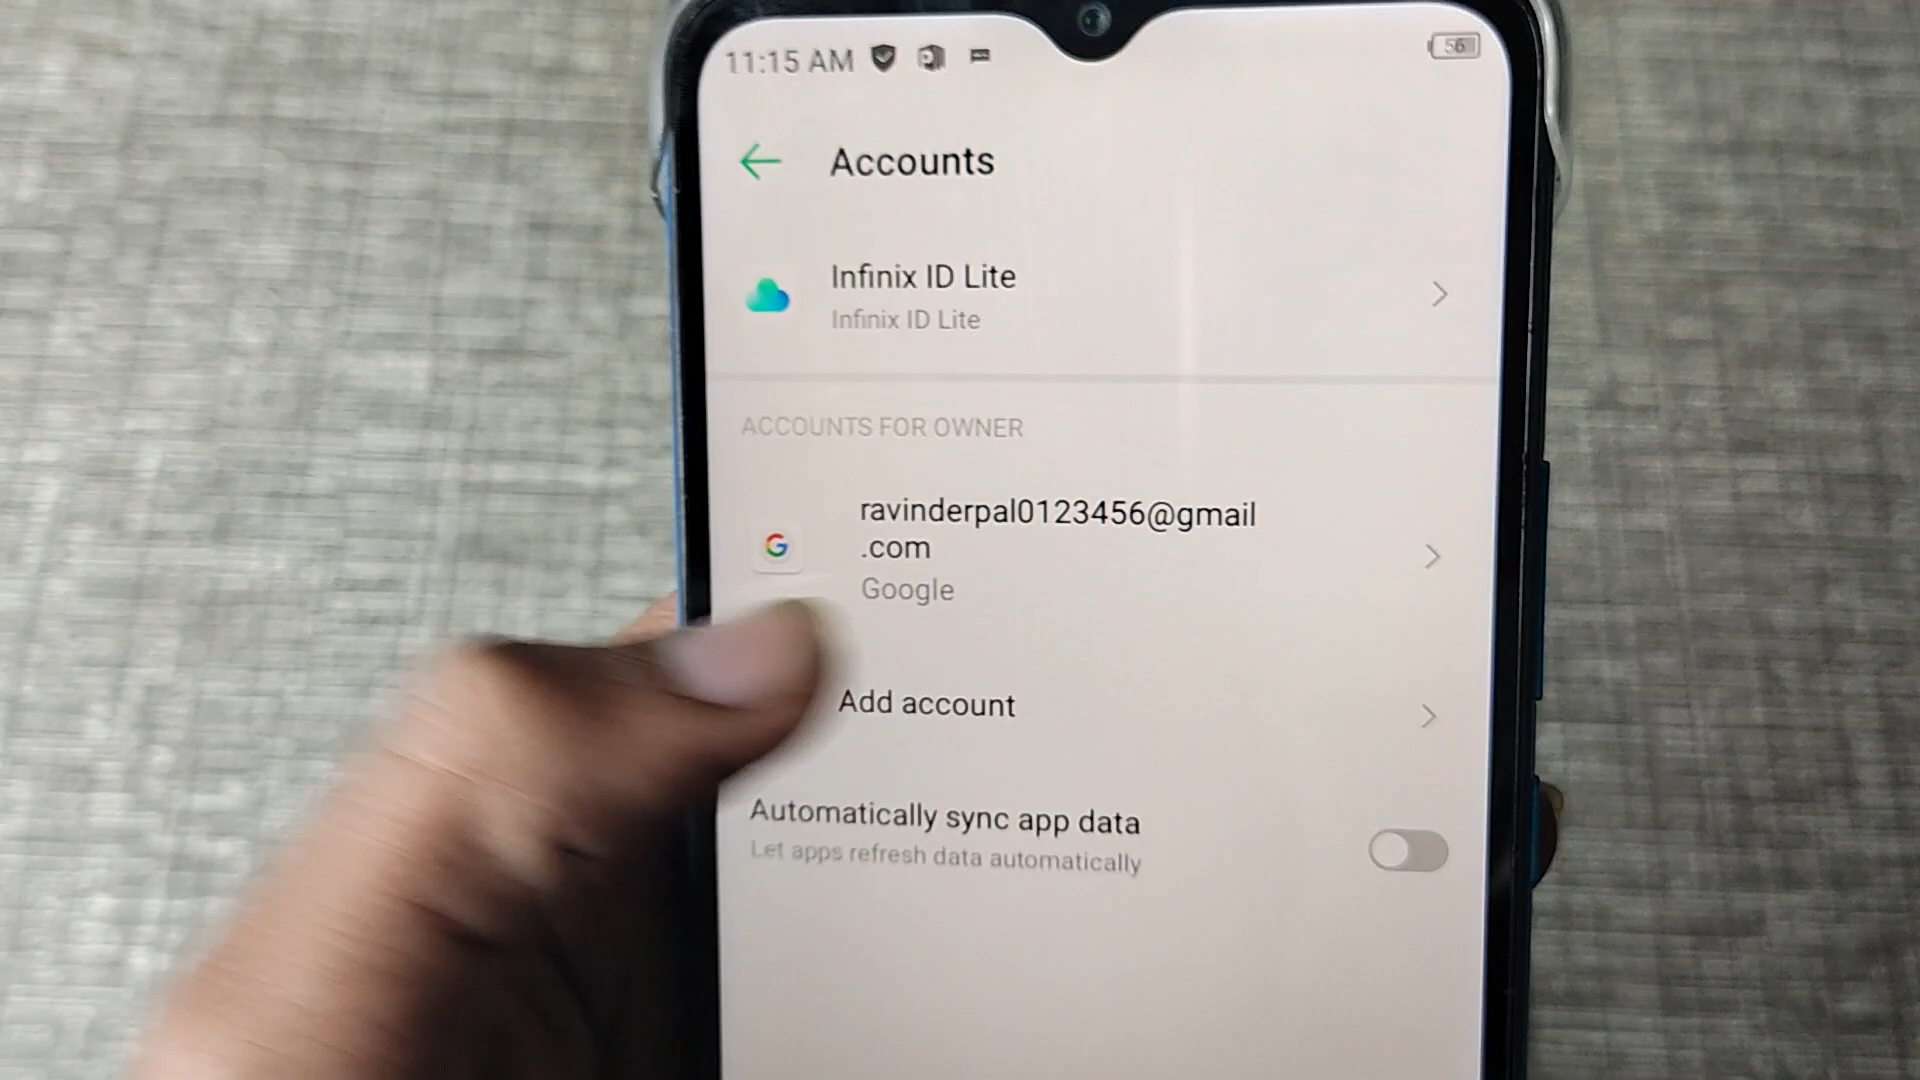 11:15 AM
56
Accounts
Infinix ID Lite
Infinix ID Lite
ACCOUNTS FOR OWNER
ravinderpal0123456@gmail
.com
Google
Add account
Automatically sync app data
Let apps refresh data automatically